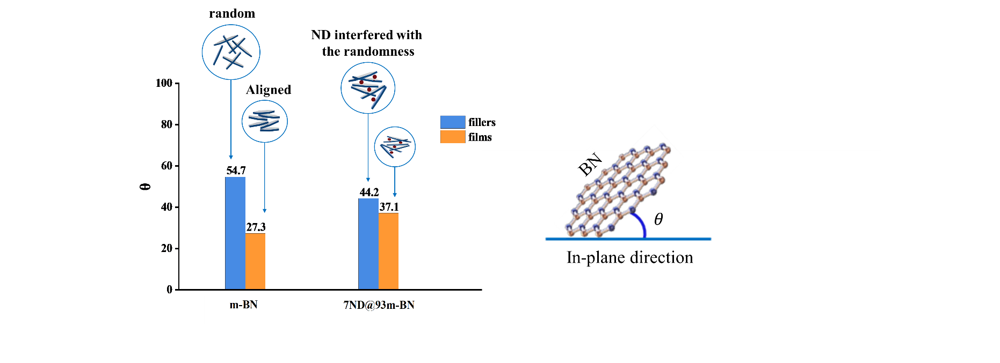 random
ND interfered with
the randomness
Aligned
100
80
60
40
20
0
θ
54.7
27.3
44.2
37.1
m-BN
7ND@93m-BN
fillers
films
BN
θ
In-plane direction